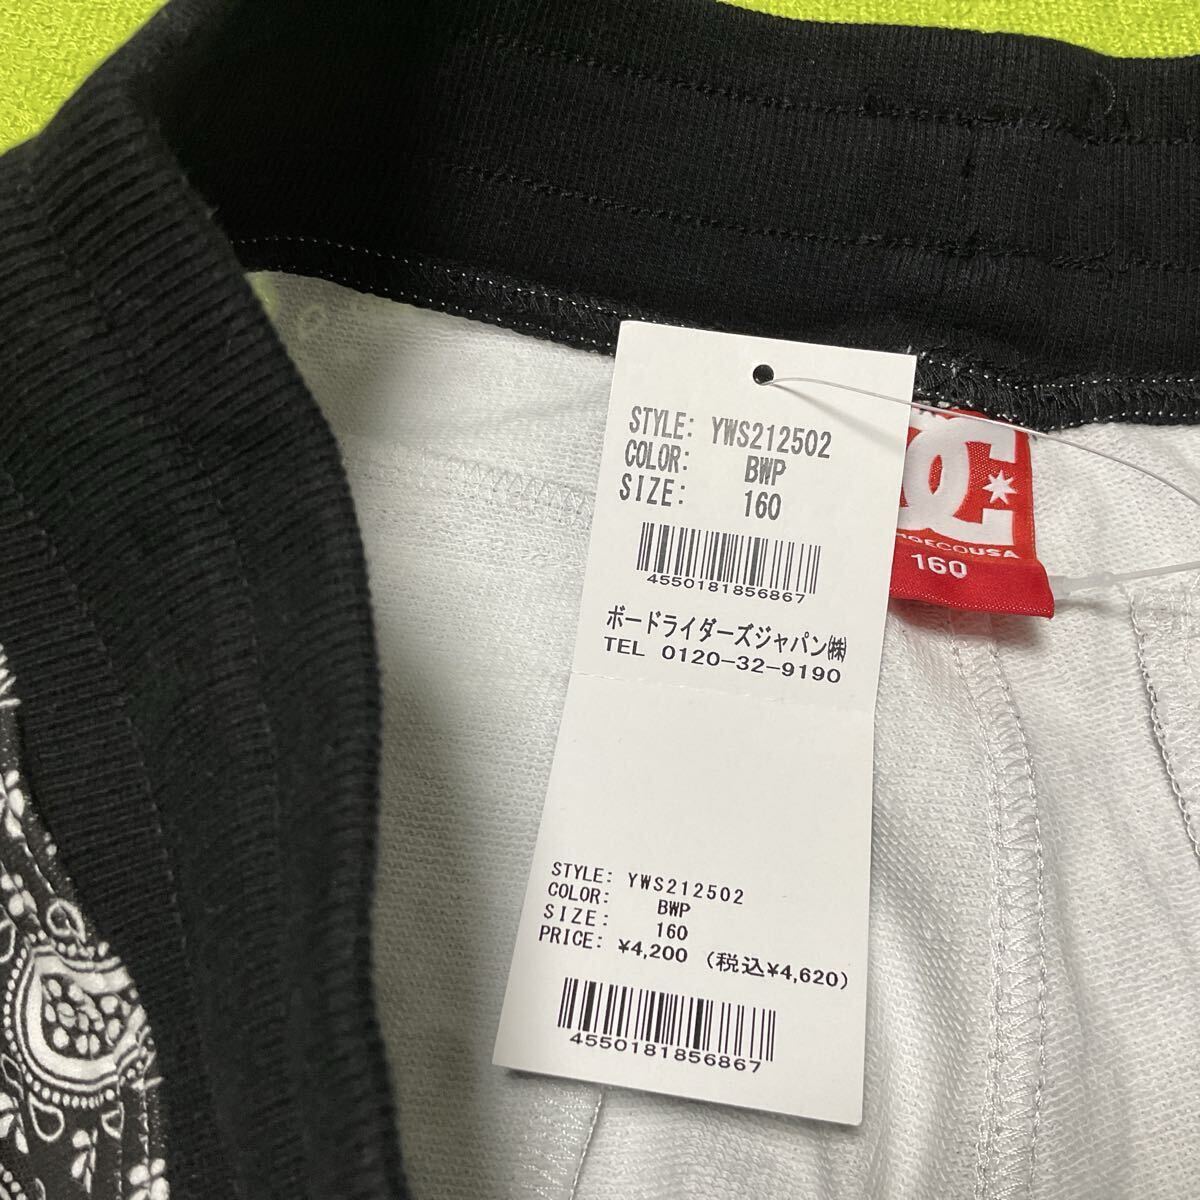 STYLE: YWS212502
COLOR: BWP
SIZE: 160
4550181856867
ボードライダーズジャパン㈱
TEL 0120-32-9190
STYLE: YWS212502
COLOR: BWP
SIZE: 160
PRICE: ¥4,200 (税込¥4,620)
4550181856867
DC
HOECOUSA
160